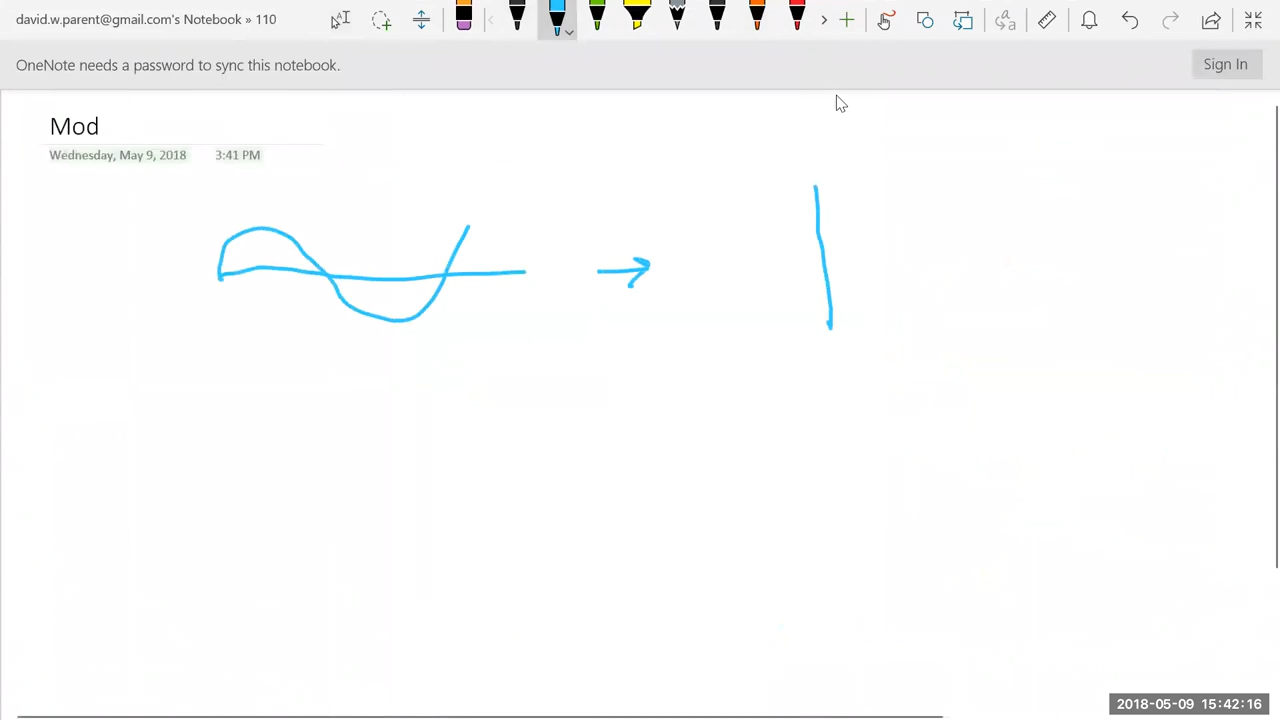 david.w.parent@gmail.com's Notebook » 110
OneNote needs a password to sync this notebook.
Sign In
Mod
Wednesday, May 9, 2018 3:41 PM
2018-05-09 15:42:16